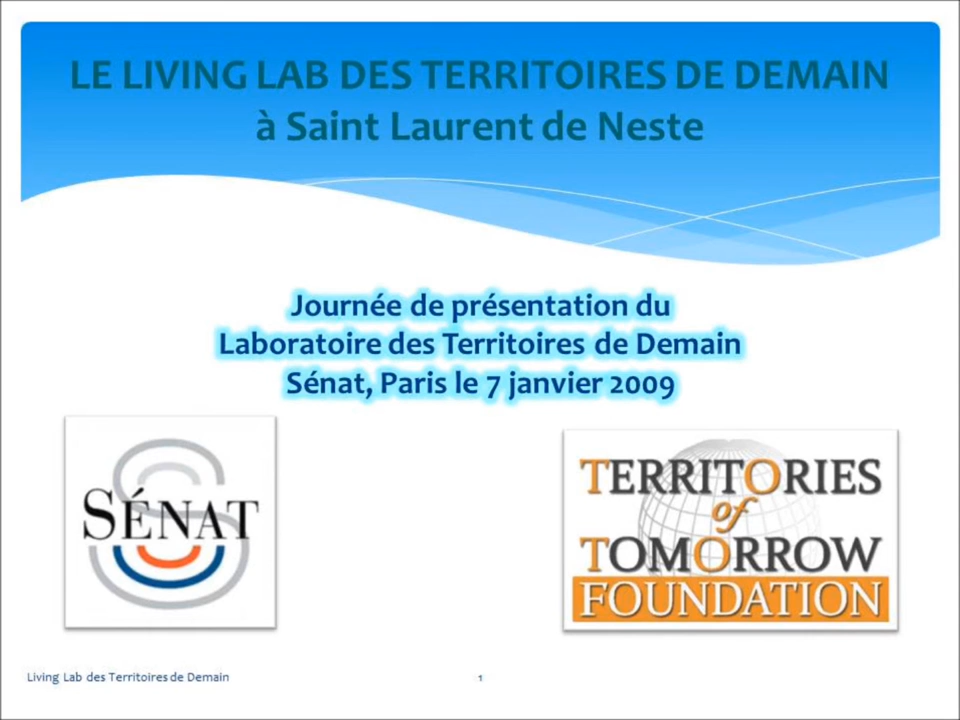 LE LIVING LAB DES TERRITOIRES DE DEMAIN
à Saint Laurent de Neste
Journée de présentation du
Laboratoire des Territoires de Demain
Sénat, Paris le 7 janvier 2009
SÉNAT
TERRITORIES
of
TOMORROW
FOUNDATION
Living Lab des Territoires de Demain
1